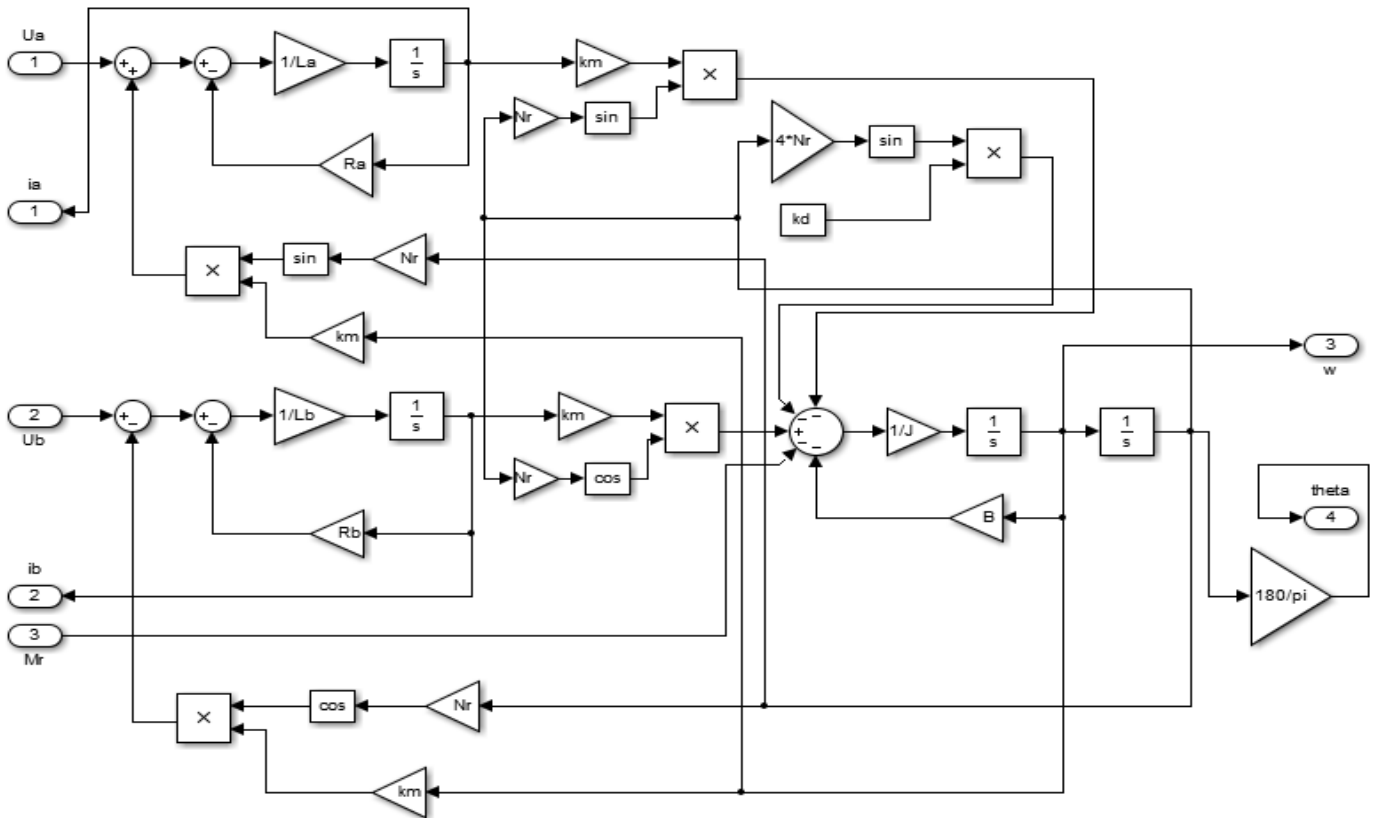 Ua
1
++
+−
1/La
1
s
km
×
Nr
sin
4*Nr
sin
×
Ra
ia
1
kd
×
sin
Nr
km
3
w
2
Ub
+−
+−
1/Lb
1
s
km
×
Nr
cos
−−
+
−−
1/J
1
s
1
s
B
theta
4
Rb
180/pi
ib
2
3
Mr
×
cos
Nr
km